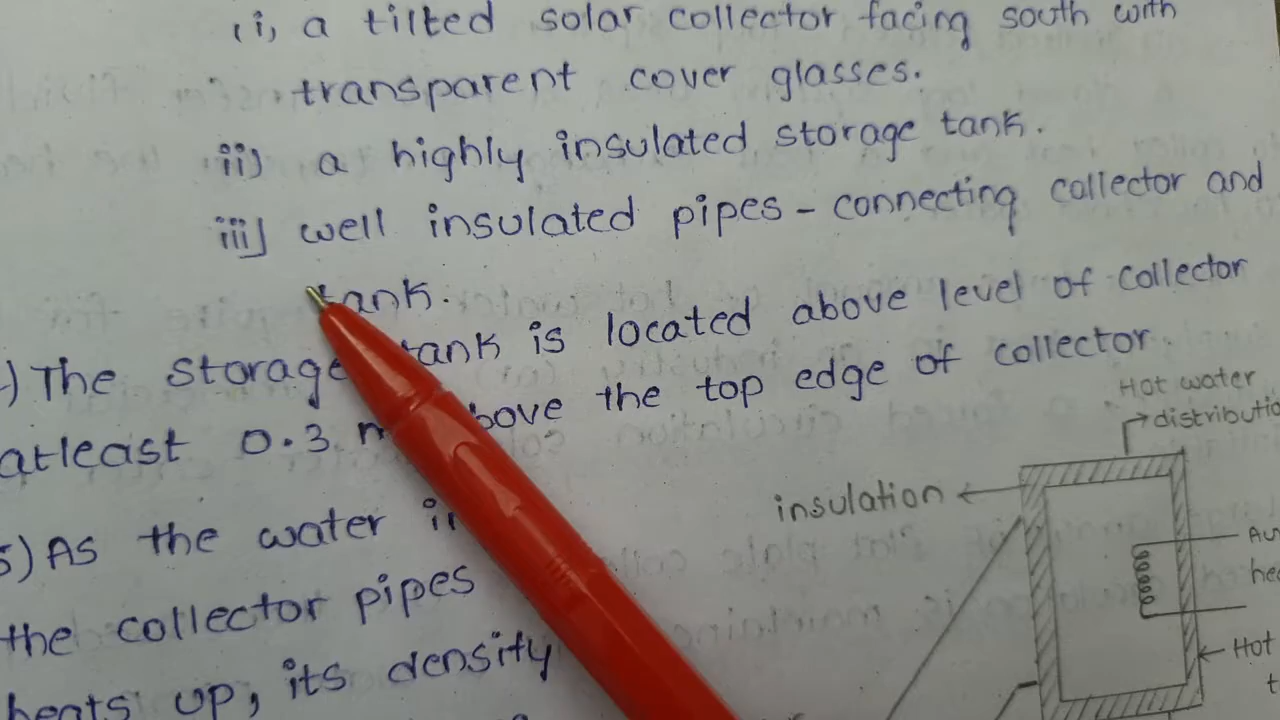 (i) a tilted solar collector facing south with
transparent cover glasses.
ii) a highly insulated storage tank.
iii) well insulated pipes - connecting collector and
tank.
) The storage tank is located above level of collector
atleast 0.3 above the top edge of collector.
Hot water
distributio
insulation
5) As the water in
the collector pipes
heats up, its density
Hot